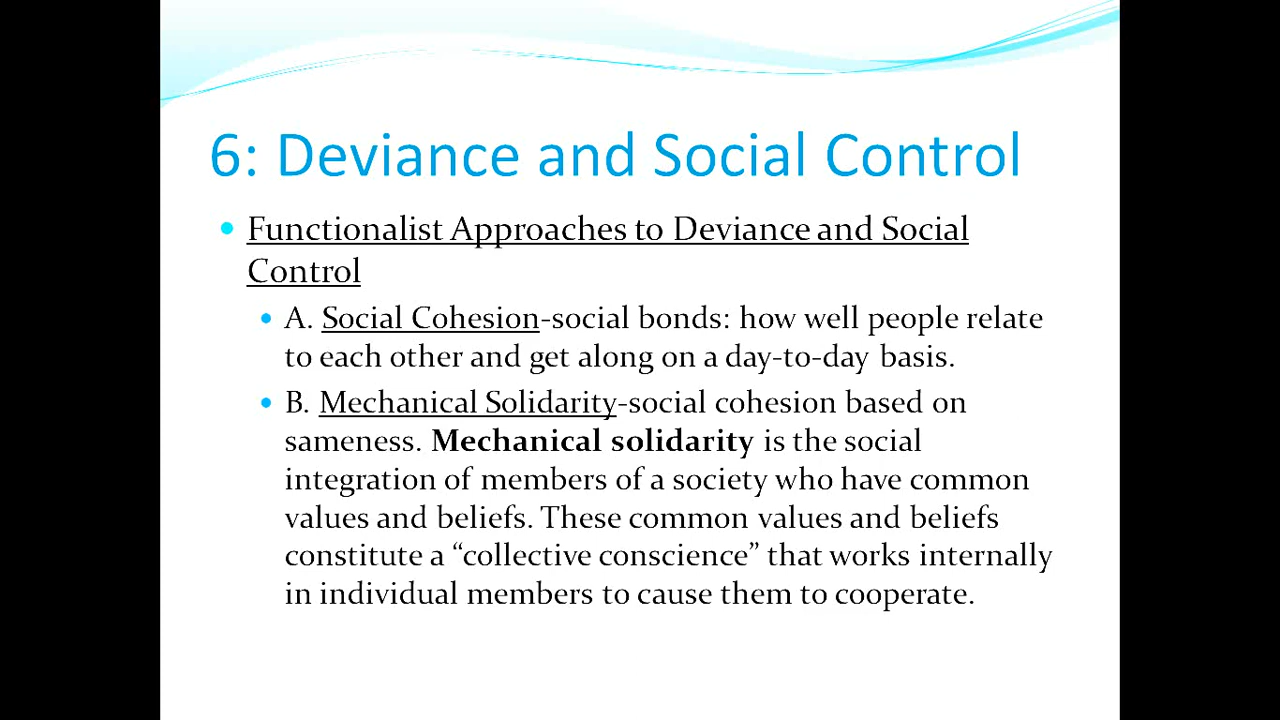 6: Deviance and Social Control
• Functionalist Approaches to Deviance and Social
Control
• A. Social Cohesion-social bonds: how well people relate
to each other and get along on a day-to-day basis.
• B. Mechanical Solidarity-social cohesion based on
sameness. Mechanical solidarity is the social
integration of members of a society who have common
values and beliefs. These common values and beliefs
constitute a “collective conscience” that works internally
in individual members to cause them to cooperate.